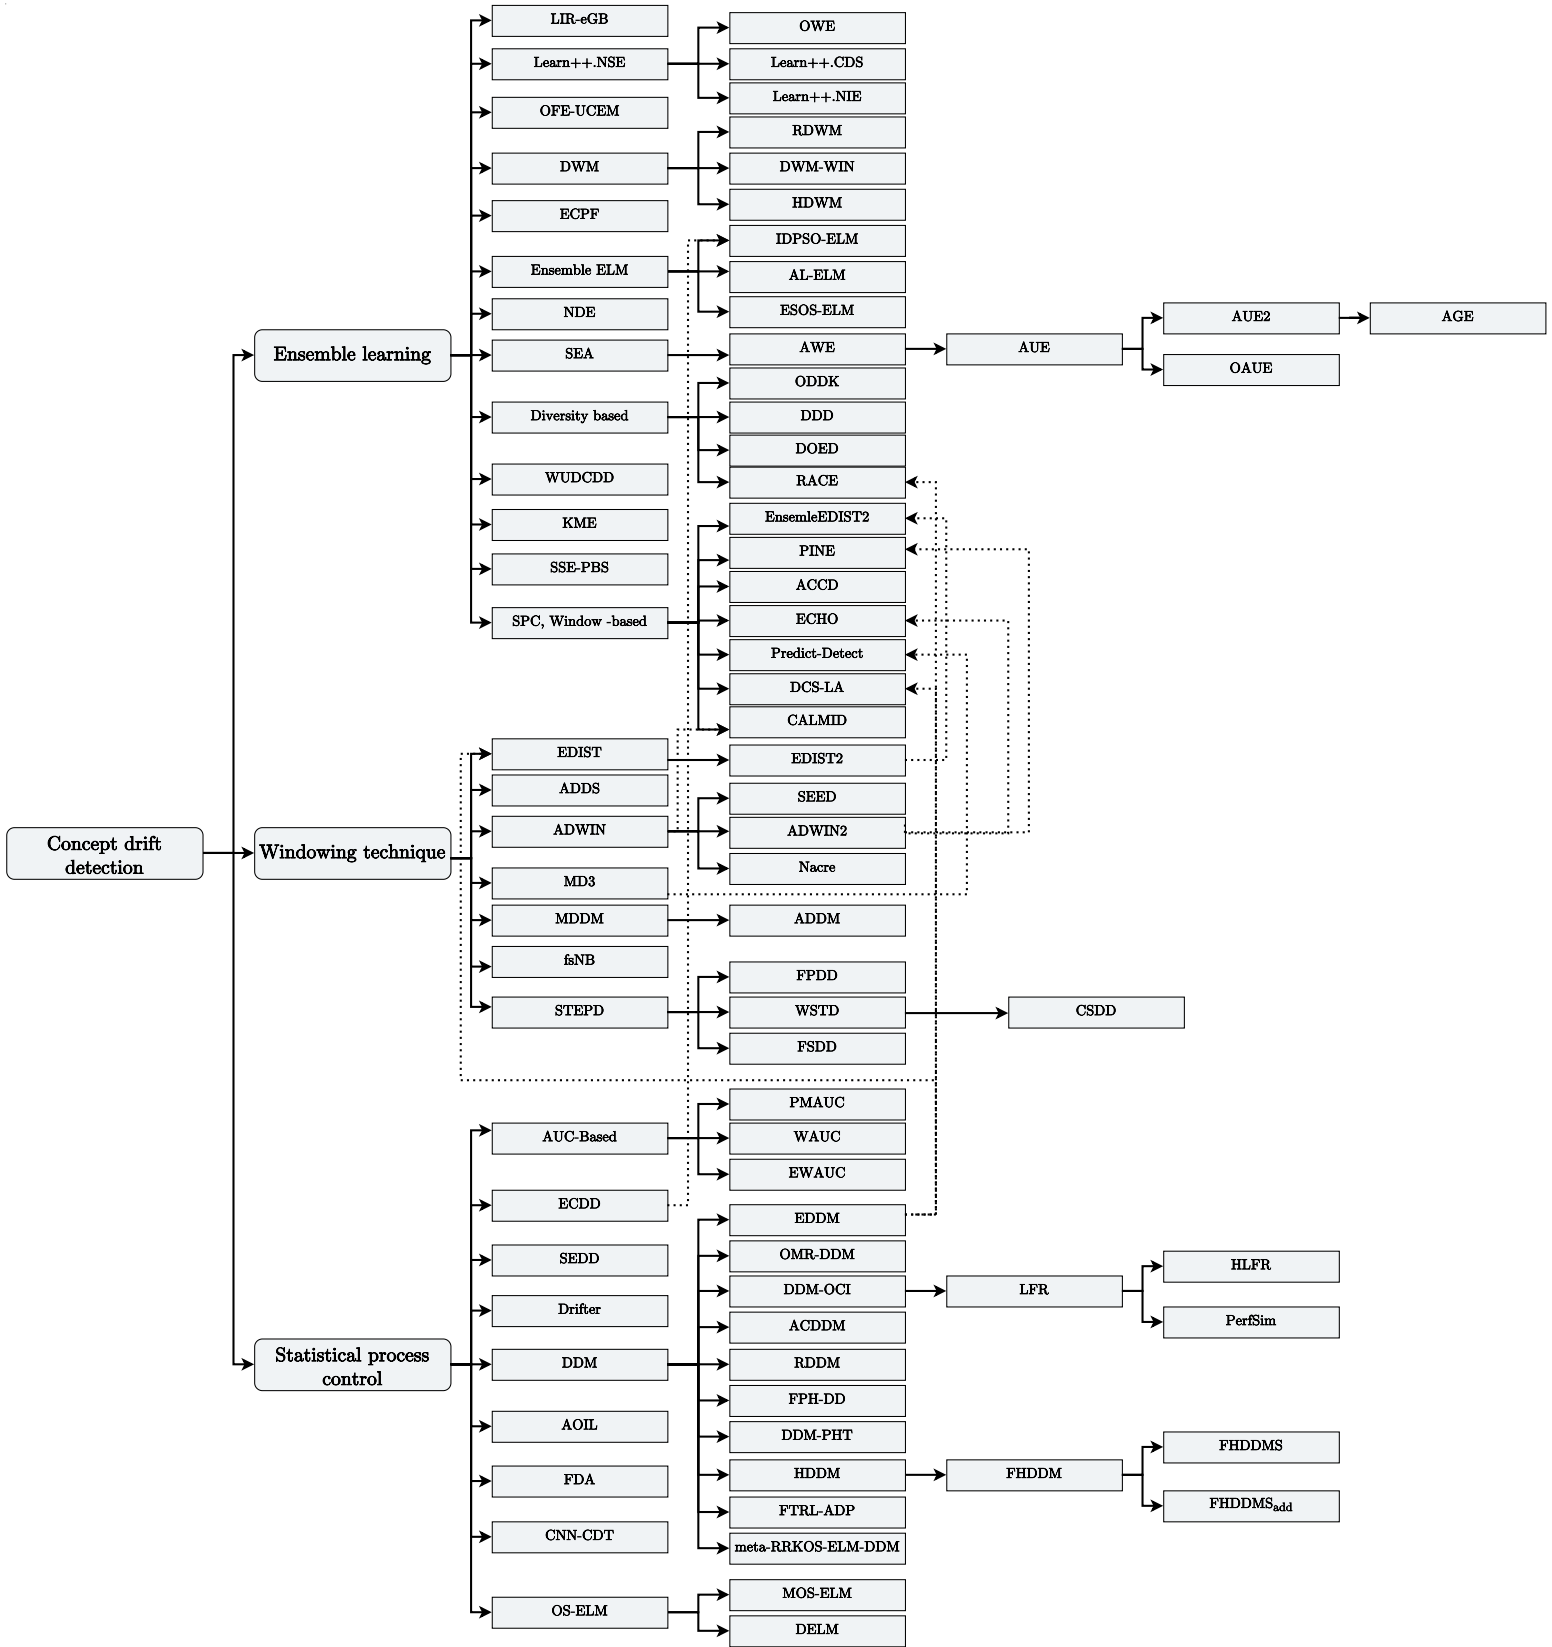 LIR-eGB
OWE
Learn++.NSE
Learn++.CDS
Learn++.NIE
OFE-UCEM
RDWM
DWM
DWM-WIN
HDWM
ECPF
IDPSO-ELM
Ensemble ELM
AL-ELM
ESOS-ELM
NDE
AUE2
AGE
Ensemble learning
SEA
AWE
AUE
OAUE
ODDK
Diversity based
DDD
DOED
WUDCDD
RACE
EnsemleEDIST2
KME
PINE
SSE-PBS
ACCD
SPC, Window -based
ECHO
Predict-Detect
DCS-LA
CALMID
EDIST
EDIST2
ADDS
SEED
ADWIN
ADWIN2
Concept drift
detection
Windowing technique
Nacre
MD3
MDDM
ADDM
fsNB
FPDD
STEPD
WSTD
CSDD
FSDD
PMAUC
AUC-Based
WAUC
EWAUC
ECDD
EDDM
SEDD
OMR-DDM
HLFR
DDM-OCI
LFR
Drifter
PerfSim
ACDDM
Statistical process
control
DDM
RDDM
FPH-DD
AOIL
DDM-PHT
FHDDMS
FDA
HDDM
FHDDM
FTRL-ADP
FHDDMSadd
CNN-CDT
meta-RRKOS-ELM-DDM
MOS-ELM
OS-ELM
DELM